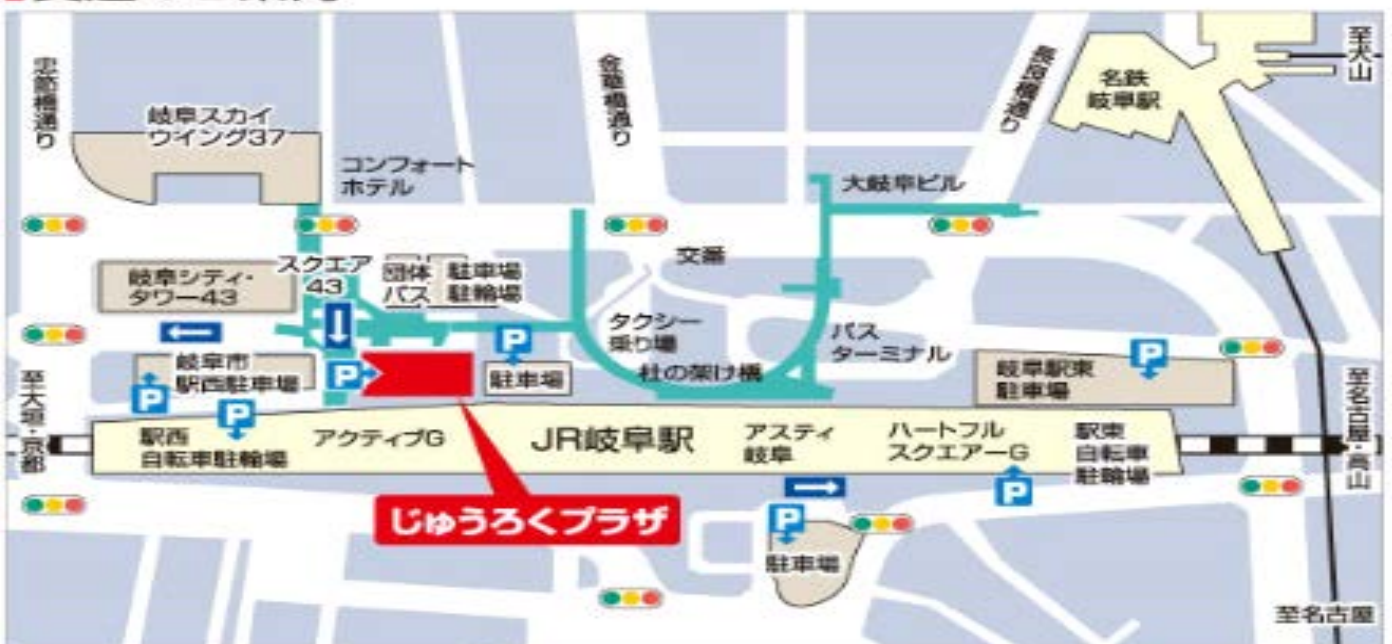 忠節橋通り
金華橋通り
長良橋通り
至犬山
名鉄
岐阜駅
岐阜スカイ
ウイング37
コンフォート
ホテル
大岐阜ビル
交番
岐阜シティ・
タワー43
スクエア
43
団体
バス
駐車場
駐輪場
タクシー
乗り場
杜の架け橋
バス
ターミナル
P
P
岐阜市
駅西駐車場
P
駐車場
岐阜駅東
駐車場
至大垣・京都
P
P
至名古屋・高山
駅西
自転車駐輪場
アクティブG
JR岐阜駅
アスティ
岐阜
ハートフル
スクエアーG
駅東
自転車
駐輪場
P
じゅうろくプラザ
P
駐車場
至名古屋